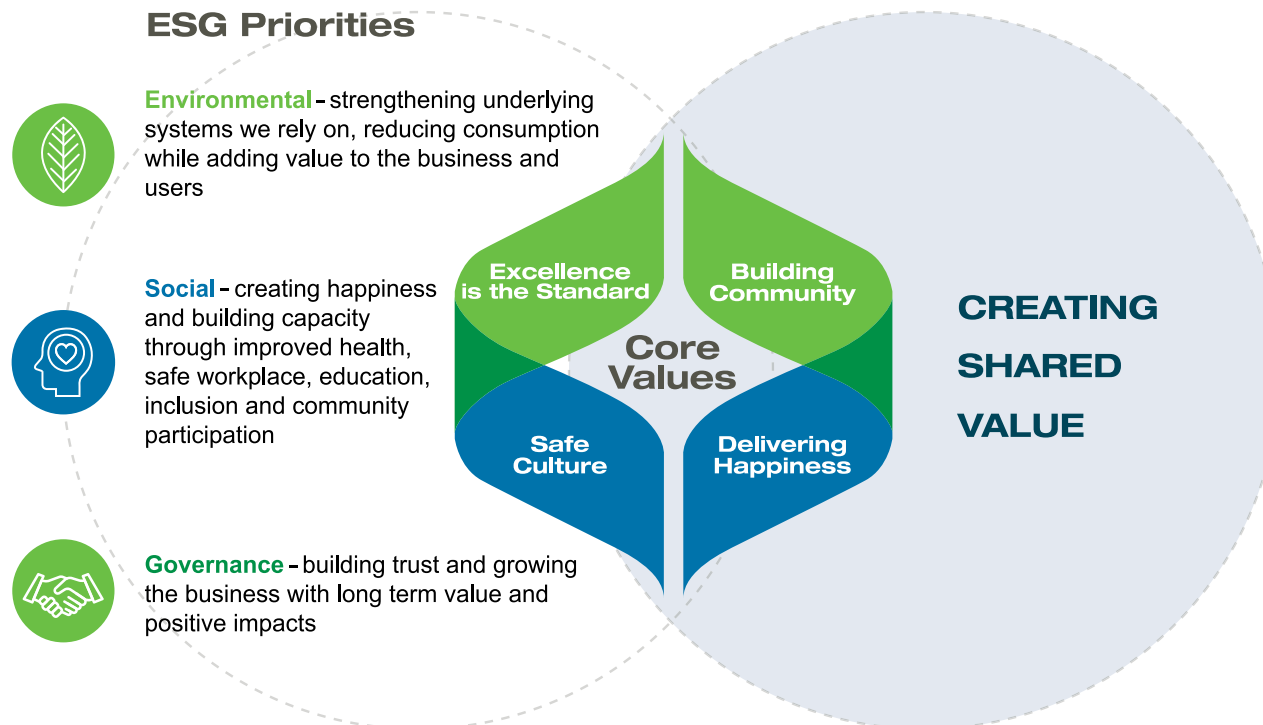 ESG Priorities
Environmental – strengthening underlying
systems we rely on, reducing consumption
while adding value to the business and
users
Social – creating happiness
and building capacity
through improved health,
safe workplace, education,
inclusion and community
participation
Governance – building trust and growing
the business with long term value and
positive impacts
Excellence
is the Standard
Building
Community
Core
Values
Safe
Culture
Delivering
Happiness
CREATING
SHARED
VALUE